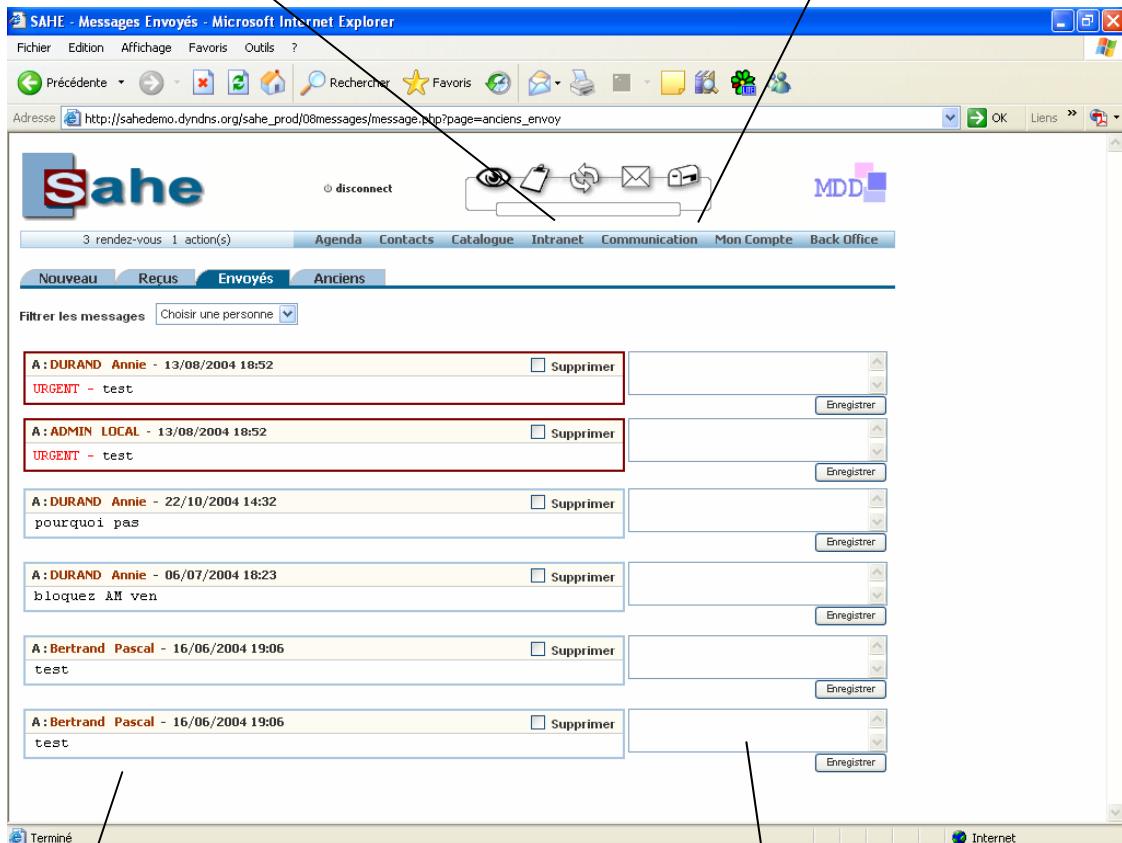 SAHE - Messages Envoyés - Microsoft Internet Explorer
Fichier Edition Affichage Favoris Outils ?
Précédente Rechercher Favoris
Adresse http://sahedemo.dyndns.org/sahe_prod/08messages/message.php?page=anciens_envoy OK Liens »
Sahe disconnect MDD
3 rendez-vous 1 action(s) Agenda Contacts Catalogue Intranet Communication Mon Compte Back Office
Nouveau Reçus Envoyés Anciens
Filtrer les messages Choisir une personne
A : DURAND Annie - 13/08/2004 18:52 Supprimer
URGENT - test
Enregistrer
A : ADMIN LOCAL - 13/08/2004 18:52 Supprimer
URGENT - test
Enregistrer
A : DURAND Annie - 22/10/2004 14:32 Supprimer
pourquoi pas
Enregistrer
A : DURAND Annie - 06/07/2004 18:23 Supprimer
bloquez AM ven
Enregistrer
A : Bertrand Pascal - 16/06/2004 19:06 Supprimer
test
Enregistrer
A : Bertrand Pascal - 16/06/2004 19:06 Supprimer
test
Enregistrer
Terminé Internet